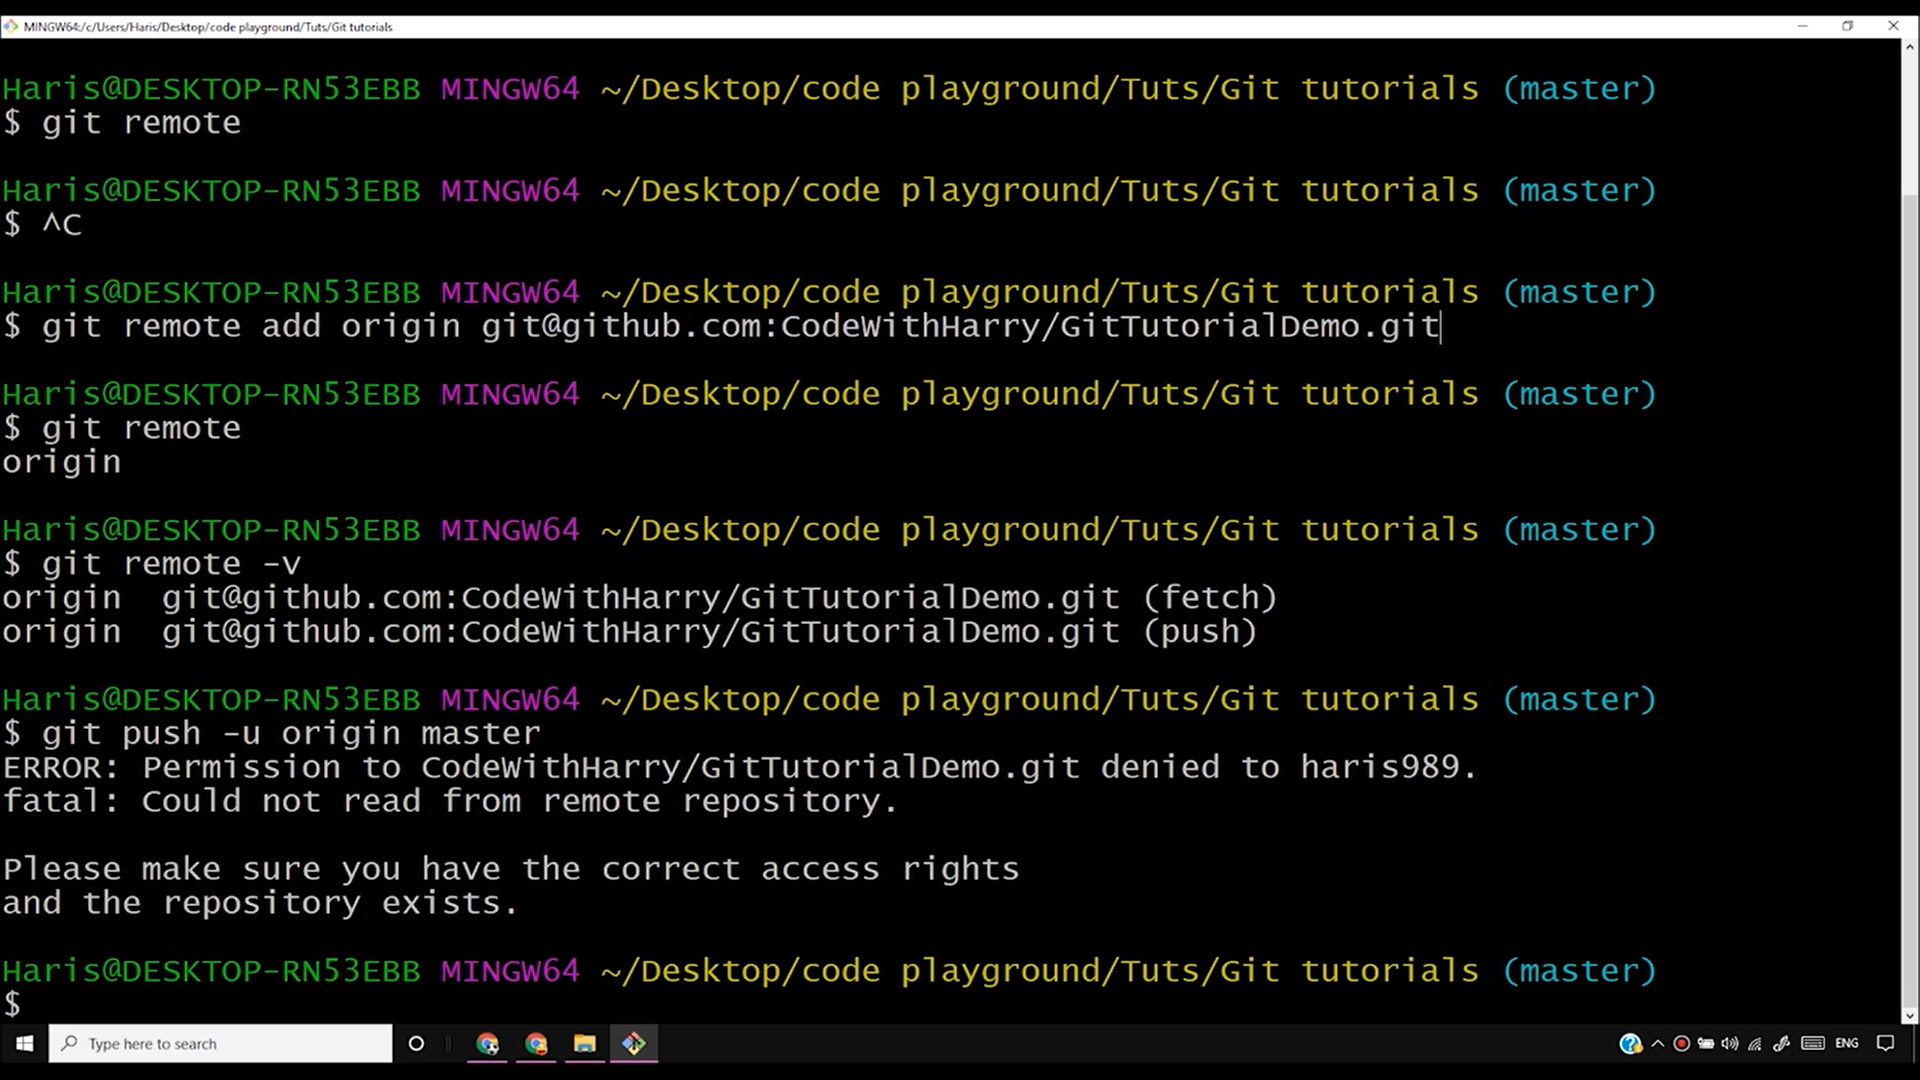 MINGW64:/c/Users/Haris/Desktop/code playground/Tuts/Git tutorials
Haris@DESKTOP-RN53EBB MINGW64 ~/Desktop/code playground/Tuts/Git tutorials (master)
$ git remote
Haris@DESKTOP-RN53EBB MINGW64 ~/Desktop/code playground/Tuts/Git tutorials (master)
$ ^C
Haris@DESKTOP-RN53EBB MINGW64 ~/Desktop/code playground/Tuts/Git tutorials (master)
$ git remote add origin git@github.com:CodeWithHarry/GitTutorialDemo.git
Haris@DESKTOP-RN53EBB MINGW64 ~/Desktop/code playground/Tuts/Git tutorials (master)
$ git remote
origin
Haris@DESKTOP-RN53EBB MINGW64 ~/Desktop/code playground/Tuts/Git tutorials (master)
$ git remote -v
origin  git@github.com:CodeWithHarry/GitTutorialDemo.git (fetch)
origin  git@github.com:CodeWithHarry/GitTutorialDemo.git (push)
Haris@DESKTOP-RN53EBB MINGW64 ~/Desktop/code playground/Tuts/Git tutorials (master)
$ git push -u origin master
ERROR: Permission to CodeWithHarry/GitTutorialDemo.git denied to haris989.
fatal: Could not read from remote repository.
Please make sure you have the correct access rights
and the repository exists.
Haris@DESKTOP-RN53EBB MINGW64 ~/Desktop/code playground/Tuts/Git tutorials (master)
$
Type here to search
ENG